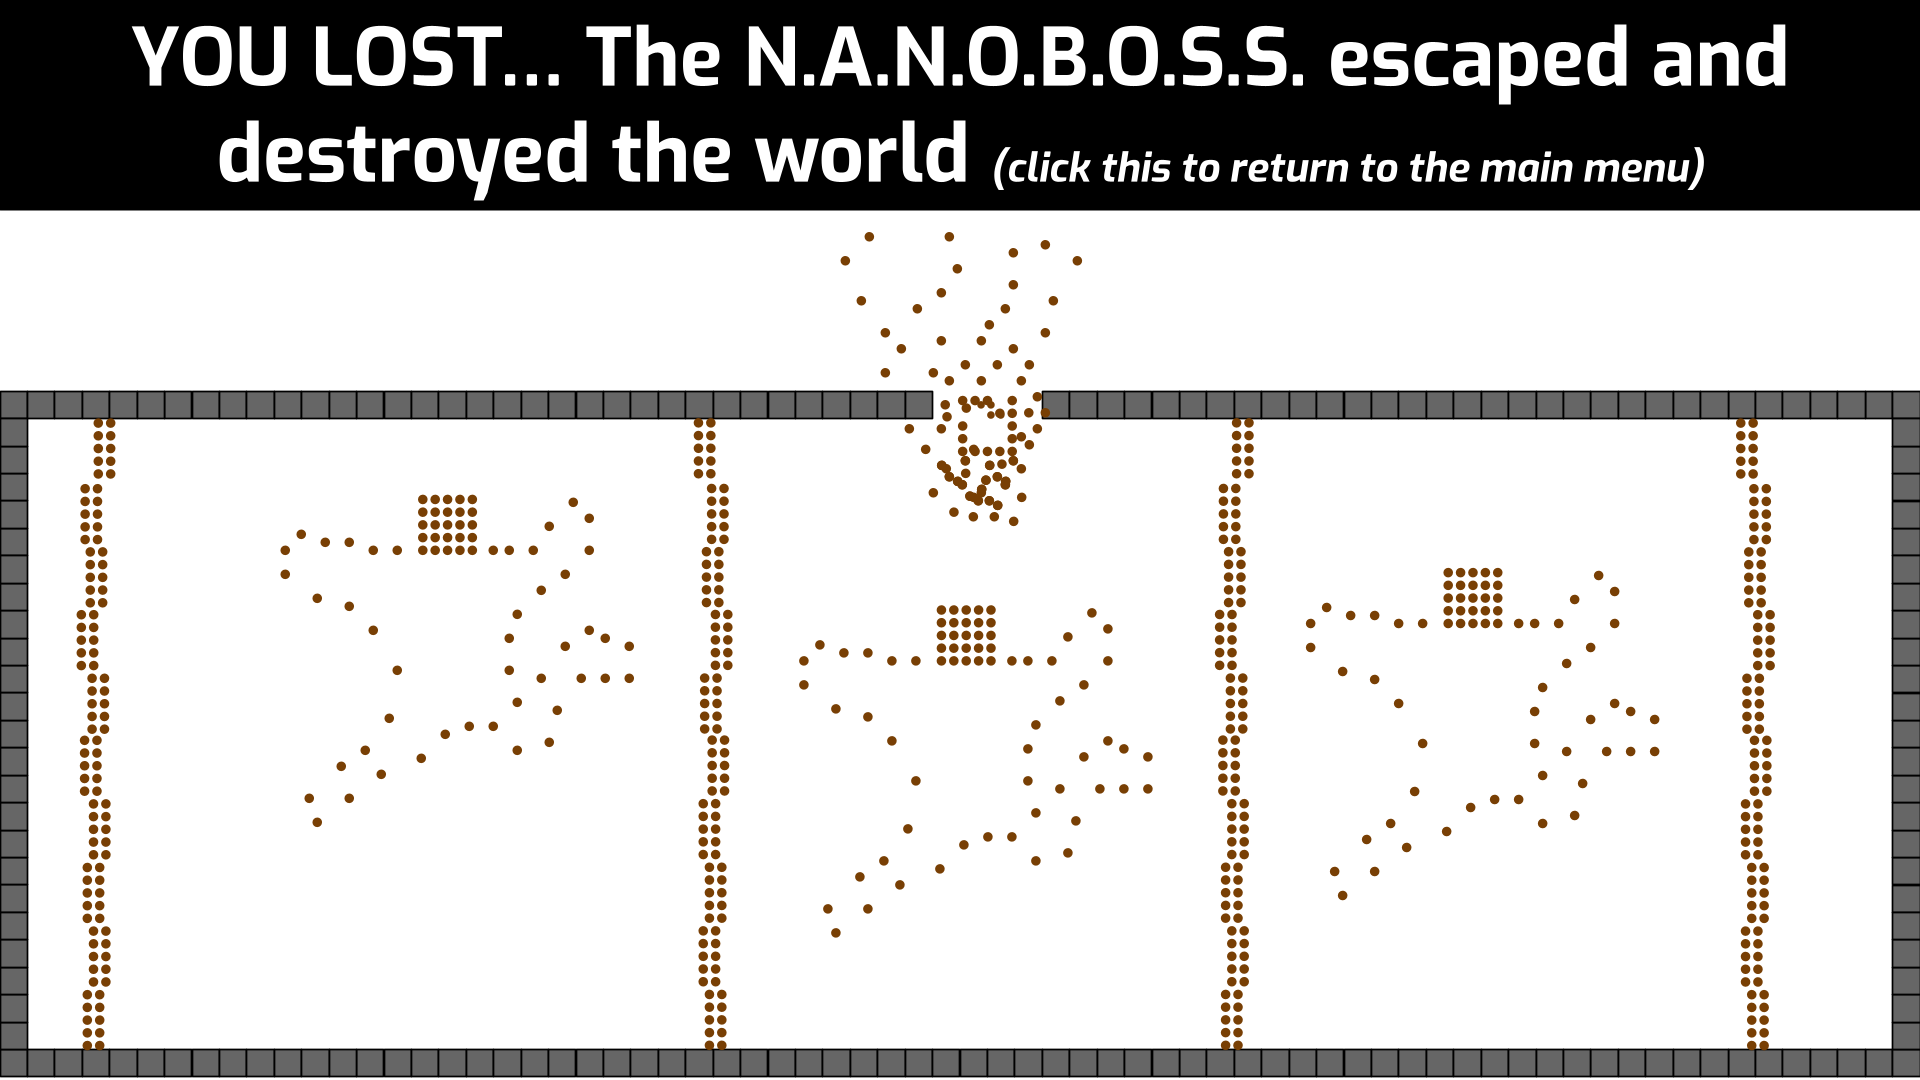 YOU LOST... The N.A.N.O.B.O.S.S. escaped and
destroyed the world (click this to return to the main menu)